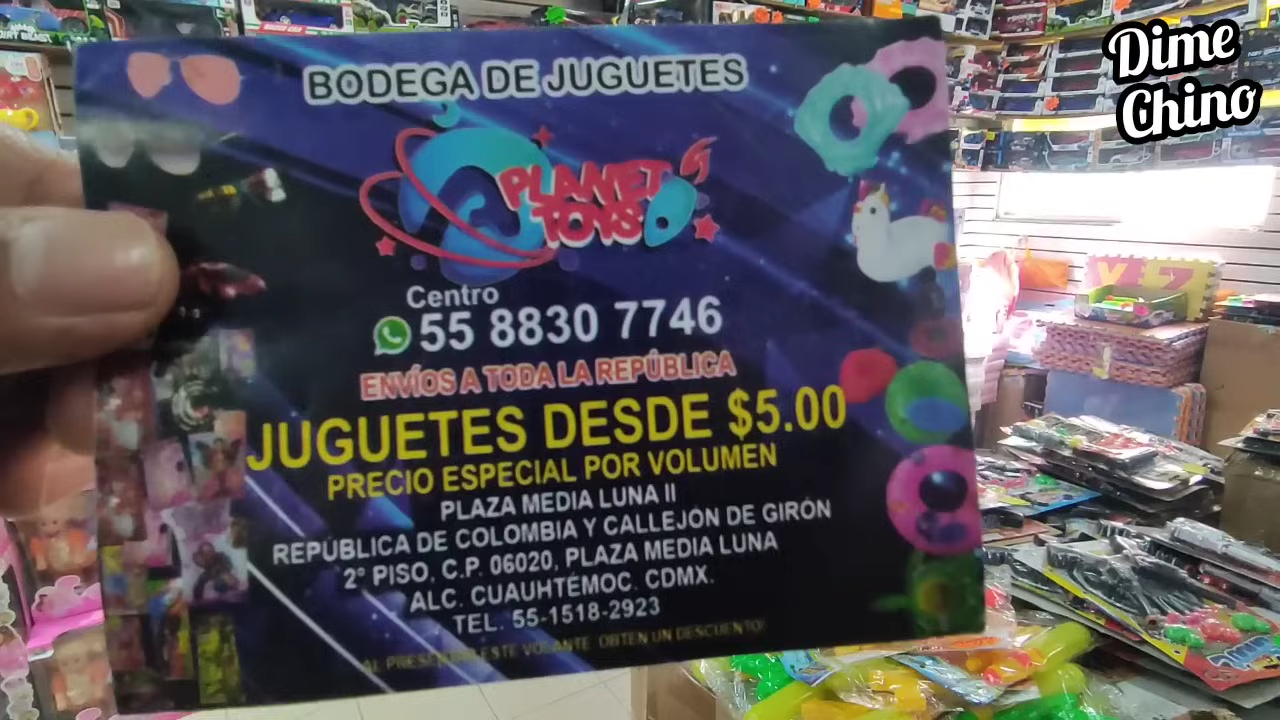 Dime
Chino
BODEGA DE JUGUETES
PLANET
TOYS
Centro
55 8830 7746
ENVÍOS A TODA LA REPÚBLICA
JUGUETES DESDE $5.00
PRECIO ESPECIAL POR VOLUMEN
PLAZA MEDIA LUNA II
REPÚBLICA DE COLOMBIA Y CALLEJÓN DE GIRÓN
2° PISO, C.P. 06020, PLAZA MEDIA LUNA
ALC. CUAUHTÉMOC. CDMX.
TEL. 55-1518-2923
AL PRESENTAR ESTE VOLANTE OBTEN UN DESCUENTO!